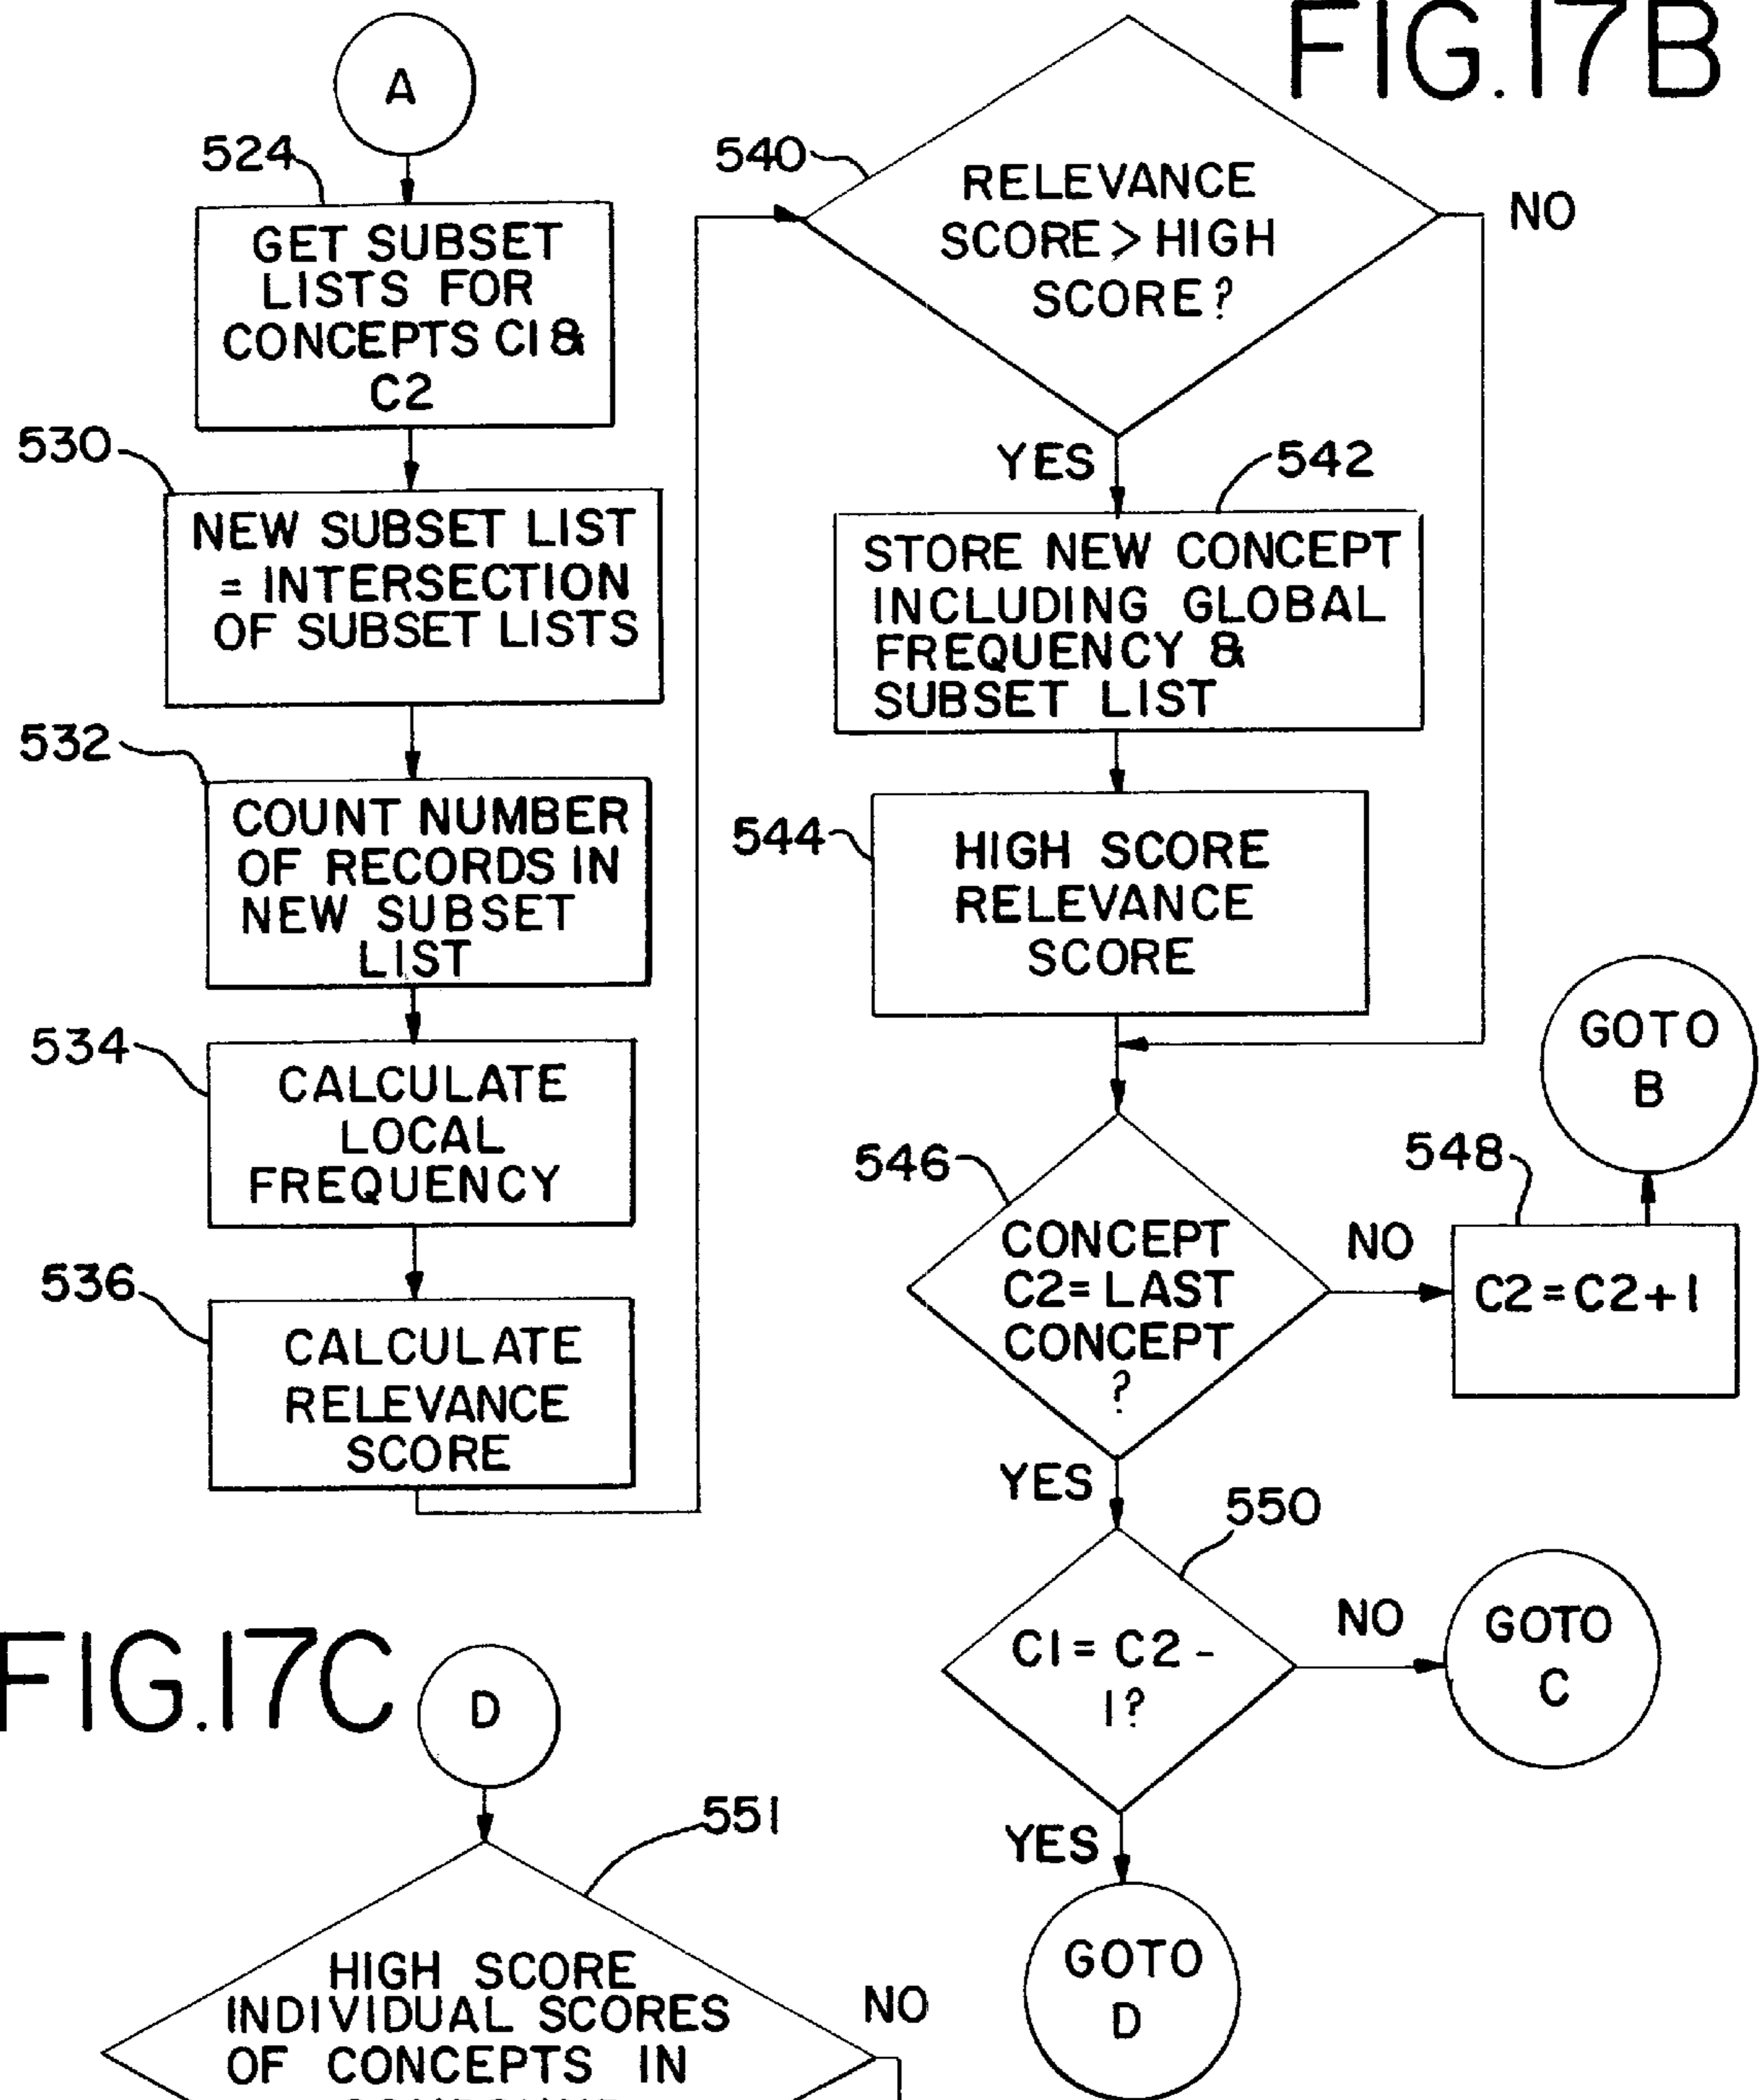 FIG.17B
A
524
GET SUBSET
LISTS FOR
CONCEPTS C1 &
C2
530
NEW SUBSET LIST
= INTERSECTION
OF SUBSET LISTS
532
COUNT NUMBER
OF RECORDS IN
NEW SUBSET
LIST
534
CALCULATE
LOCAL
FREQUENCY
536
CALCULATE
RELEVANCE
SCORE
540
RELEVANCE
SCORE > HIGH
SCORE?
NO
YES
542
STORE NEW CONCEPT
INCLUDING GLOBAL
FREQUENCY &
SUBSET LIST
544
HIGH SCORE
RELEVANCE
SCORE
546
CONCEPT
C2= LAST
CONCEPT
?
NO
548
C2=C2+1
GOTO
B
YES
550
C1= C2-
1?
NO
GOTO
C
YES
GOTO
D
FIG.17C
D
551
HIGH SCORE
INDIVIDUAL SCORES
OF CONCEPTS IN
NO